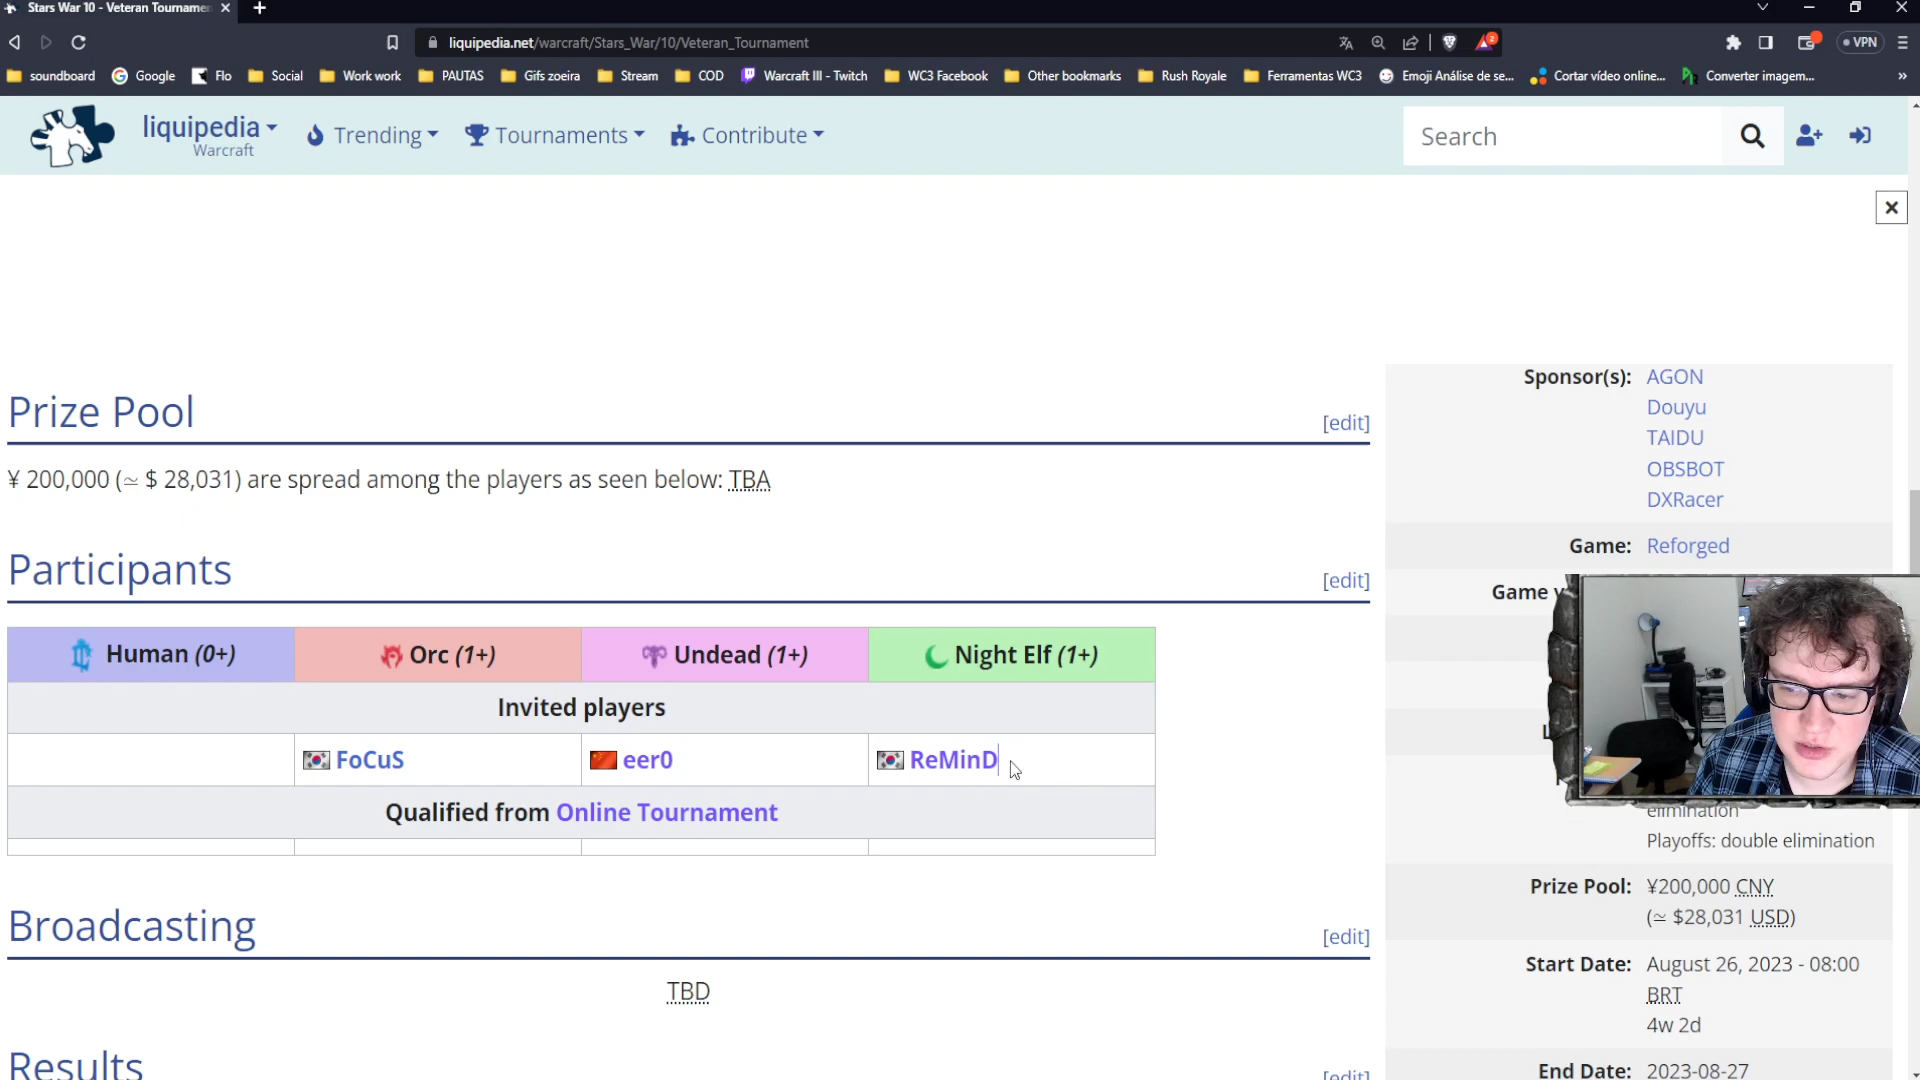 Stars War 10 - Veteran Tourname
liquipedia.net/warcraft/Stars_War/10/Veteran_Tournament
2
VPN
soundboard
Google
Flo
Social
Work work
PAUTAS
Gifs zoeira
Stream
COD
Warcraft III - Twitch
WC3 Facebook
Other bookmarks
Rush Royale
Ferramentas WC3
Emoji Análise de se...
Cortar vídeo online...
Converter imagem...
liquipedia
Warcraft
Trending
Tournaments
Contribute
Search
Prize Pool
[edit]
¥ 200,000 (≃ $ 28,031) are spread among the players as seen below: TBA
Participants
[edit]
Human (0+)
Orc (1+)
Undead (1+)
Night Elf (1+)
Invited players
FoCuS
eer0
ReMinD
Qualified from Online Tournament
Broadcasting
[edit]
TBD
Results
[edit]
Sponsor(s):
AGON
Douyu
TAIDU
OBSBOT
DXRacer
Game:
Reforged
Game
elimination
Playoffs: double elimination
Prize Pool:
¥200,000 CNY
(≃ $28,031 USD)
Start Date:
August 26, 2023 - 08:00
BRT
4w 2d
End Date:
2023-08-27